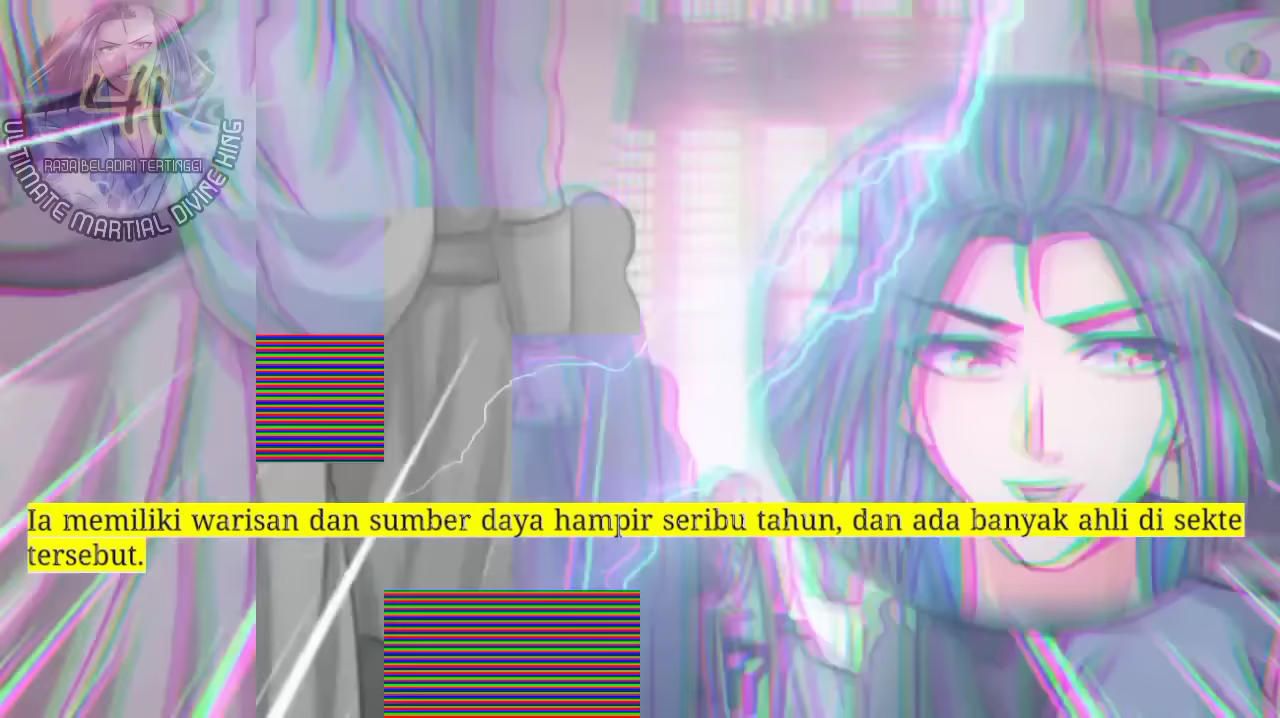 41
RAJA BELADIRI TERTINGGI
ULTIMATE MARTIAL DIVINE KING
Ia memiliki warisan dan sumber daya hampir seribu tahun, dan ada banyak ahli di sekte
tersebut.